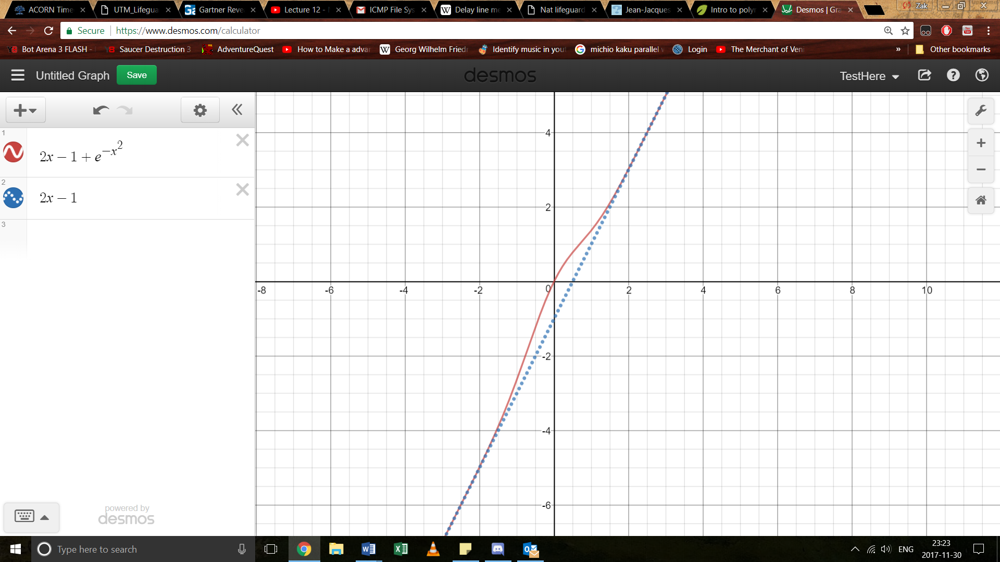 ACORN Time
UTM_Lifegua
Gartner Reve
Lecture 12 -
ICMP File Sys
Delay line me
Nat lifeguard
Jean-Jacques
Intro to polyn
Desmos | Gra
Zak
Secure | https://www.desmos.com/calculator
Bot Arena 3 FLASH - Saucer Destruction 3 AdventureQuest How to Make a advan Georg Wilhelm Friedr Identify music in your michio kaku parallel Login The Merchant of Veni » Other bookmarks
Untitled Graph Save desmos TestHere
1
2x − 1 + e^{−x^2}
2
2x − 1
3
4
2
-8 -6 -4 -2 0 2 4 6 8 10
-2
-4
-6
powered by
desmos
Type here to search
ENG
23:23
2017-11-30